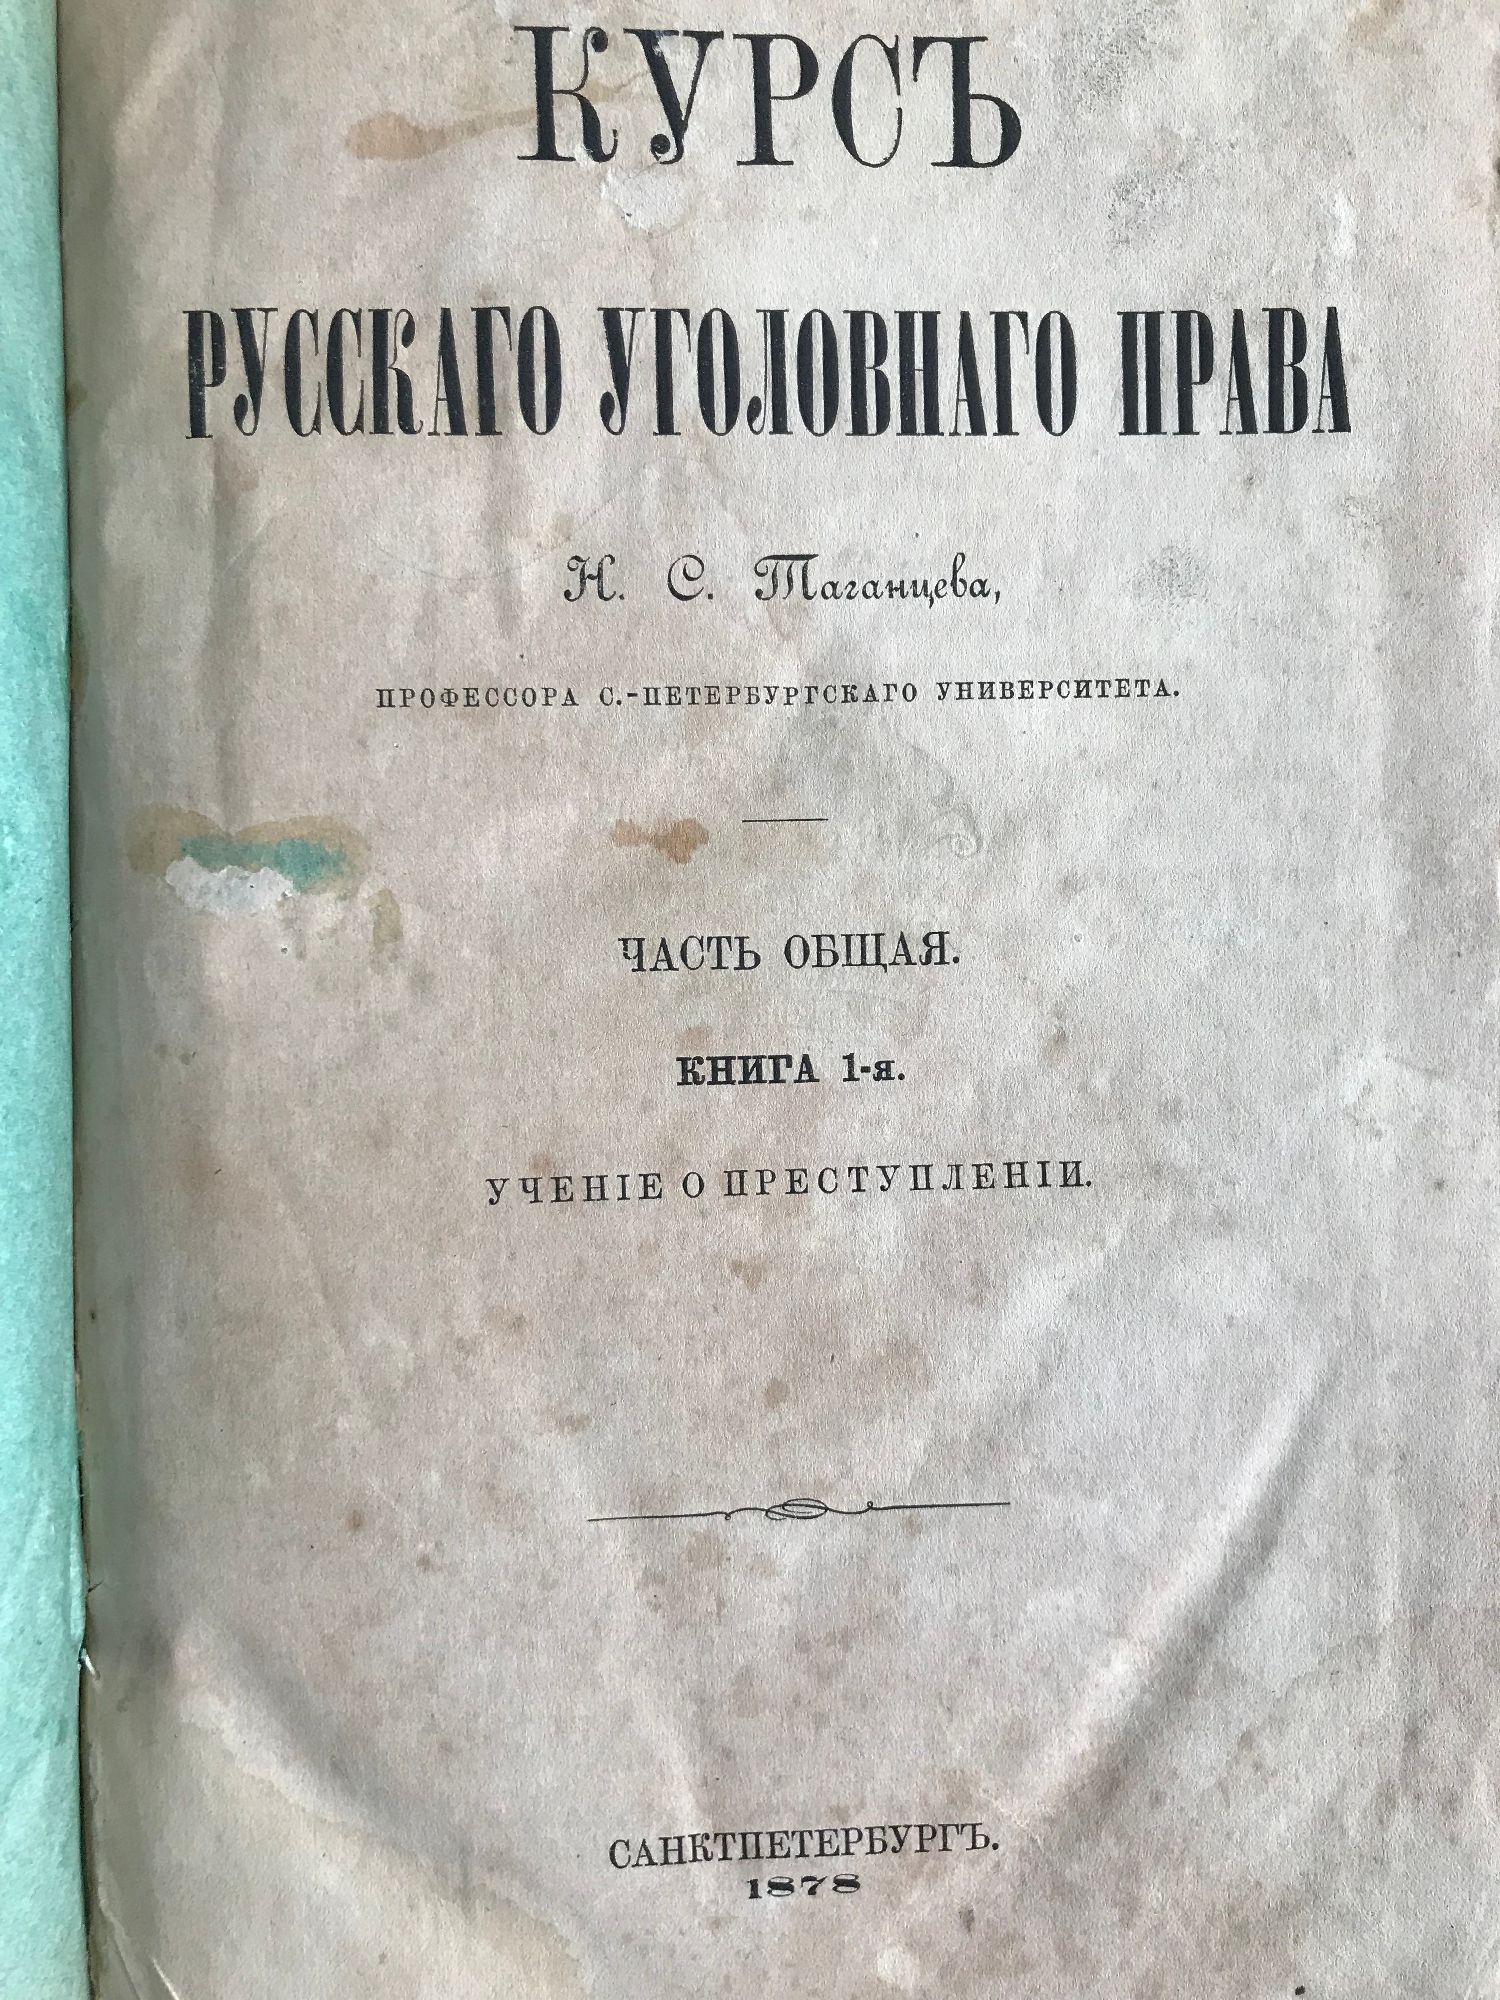 КУРСЪ
РУССКАГО УГОЛОВНАГО ПРАВА
Н. С. Таганцева,
ПРОФЕССОРА С.-ПЕТЕРБУРГСКАГО УНИВЕРСИТЕТА.
ЧАСТЬ ОБЩАЯ.
КНИГА 1-я.
УЧЕНІЕ О ПРЕСТУПЛЕНІИ.
САНКТПЕТЕРБУРГЪ.
1878